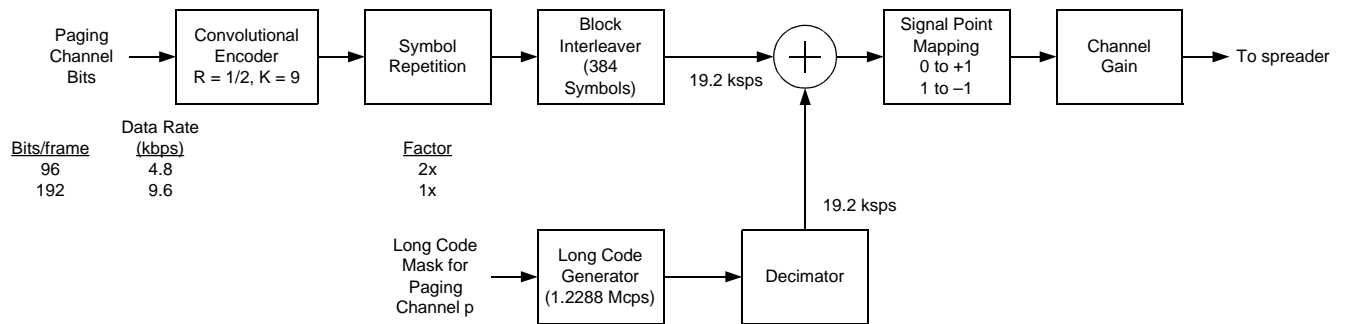 Paging
Channel
Bits
Convolutional
Encoder
R = 1/2, K = 9
Symbol
Repetition
Block
Interleaver
(384
Symbols)
19.2 ksps
Signal Point
Mapping
0 to +1
1 to –1
Channel
Gain
To spreader
Bits/frame
96
192
Data Rate
(kbps)
4.8
9.6
Factor
2x
1x
19.2 ksps
Long Code
Mask for
Paging
Channel p
Long Code
Generator
(1.2288 Mcps)
Decimator